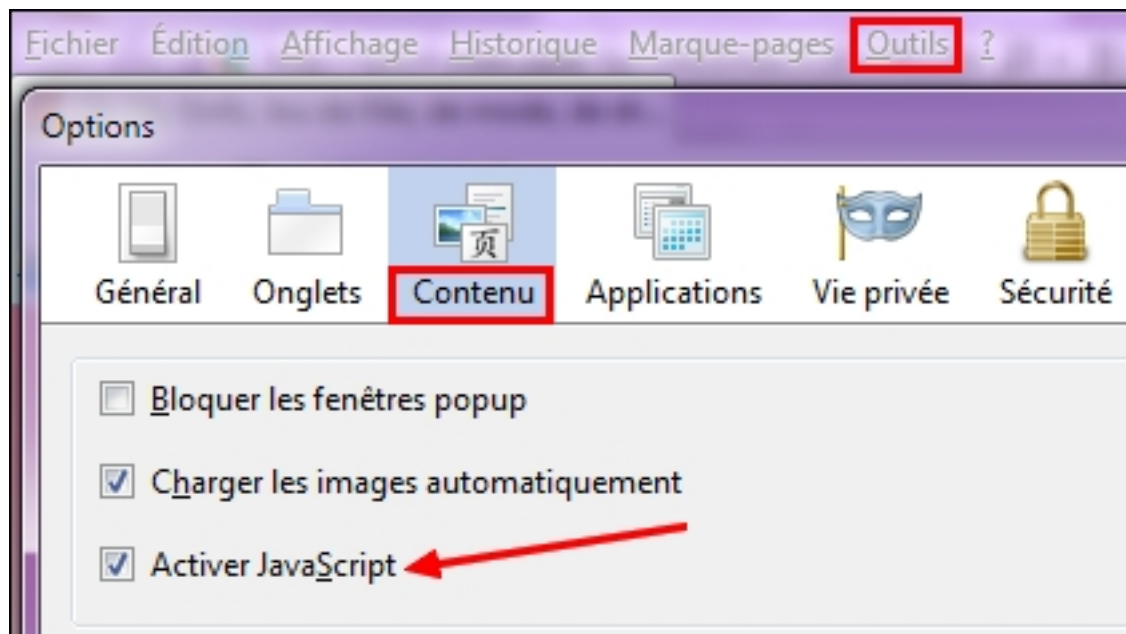 Fichier Édition Affichage Historique Marque-pages Outils ?
Options
页
Général Onglets Contenu Applications Vie privée Sécurité
Bloquer les fenêtres popup
Charger les images automatiquement
Activer JavaScript